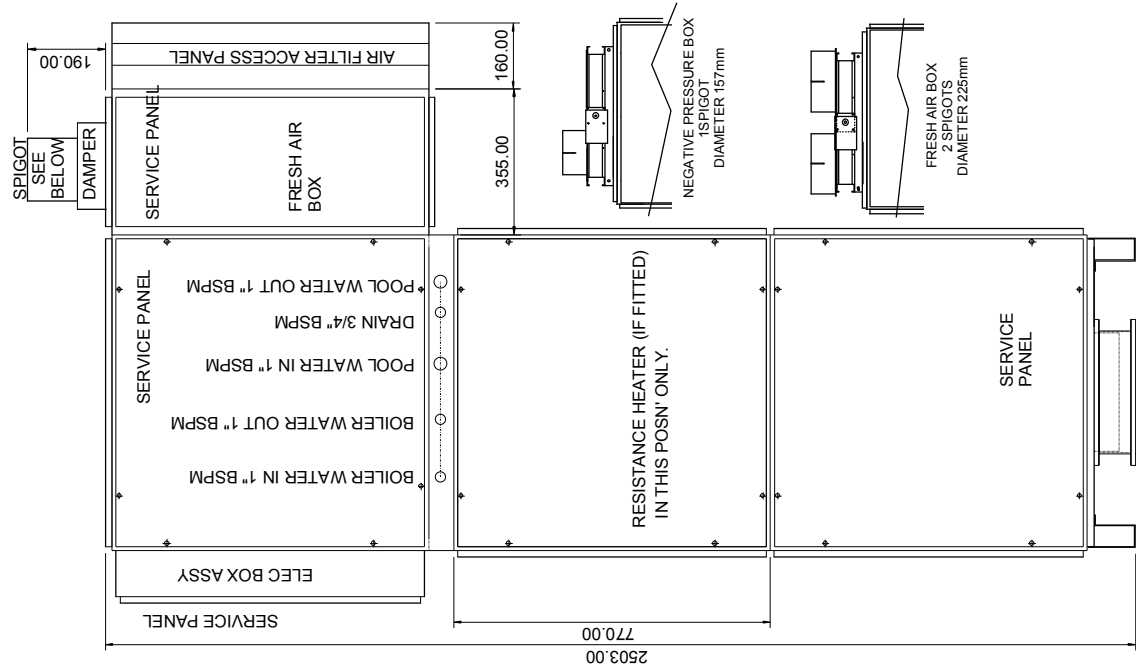 SPIGOT
SEE
BELOW
DAMPER
190.00
AIR FILTER ACCESS PANEL
SERVICE PANEL
FRESH AIR
BOX
160.00
355.00
NEGATIVE PRESSURE BOX
1SPIGOT
DIAMETER 157mm
FRESH AIR BOX
2 SPIGOTS
DIAMETER 225mm
SERVICE PANEL
POOL WATER OUT 1" BSPM
DRAIN 3/4" BSPM
POOL WATER IN 1" BSPM
BOILER WATER OUT 1" BSPM
BOILER WATER IN 1" BSPM
RESISTANCE HEATER (IF FITTED)
IN THIS POSN' ONLY.
SERVICE
PANEL
ELEC BOX ASSY
SERVICE PANEL
770.00
2503.00